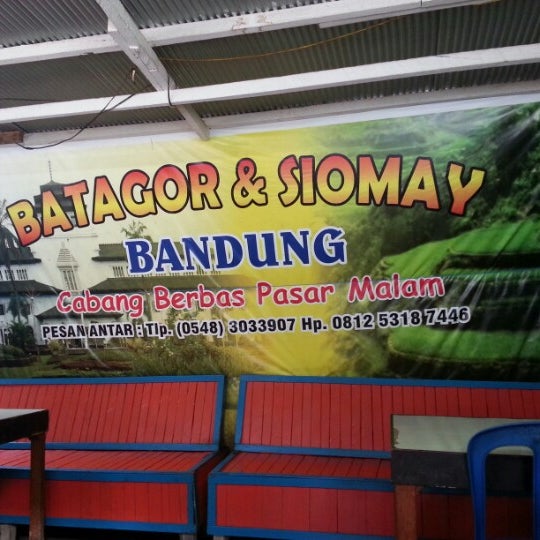 BATAGOR & SIOMAY
BANDUNG
Cabang Berbas Pasar Malam
PESAN ANTAR : Tlp. (0548) 3033907 Hp. 0812 5318 7446